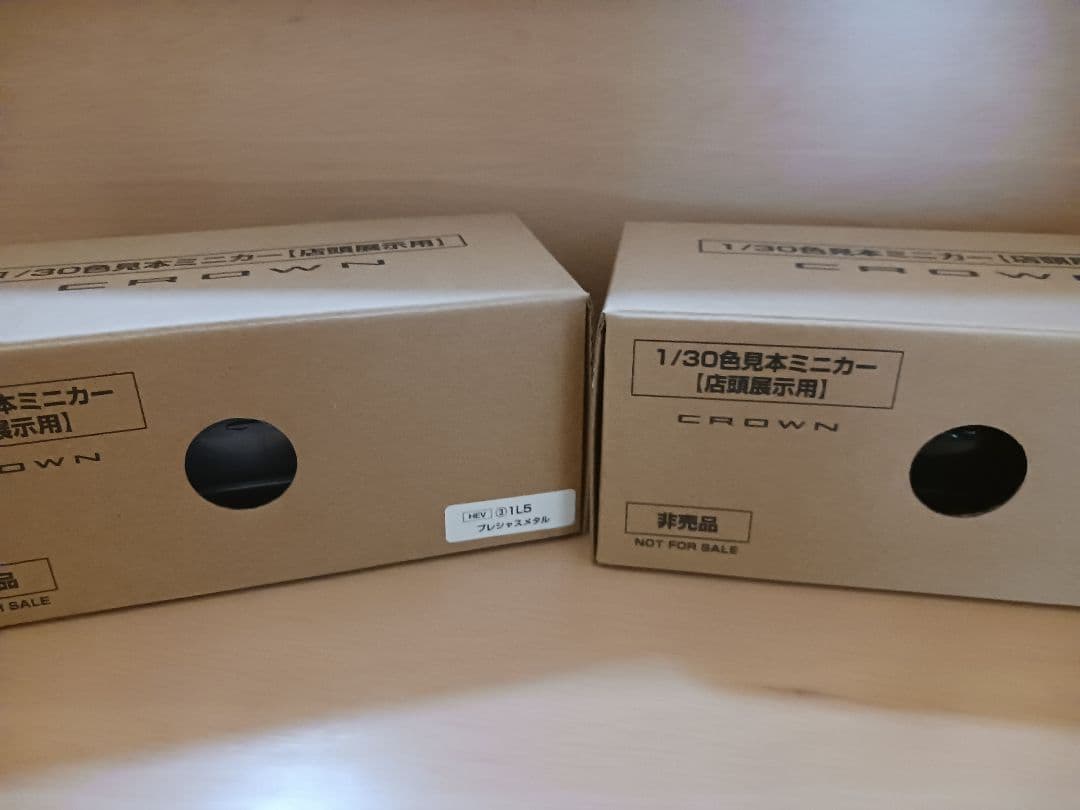 1/30色見本ミニカー【店頭展示用】
CROWN
本ミニカー
展示用】
OWN
HEV ③1L5
プレシャスメタル
品
R SALE
1/30色見本ミニカー【店頭展
CROWN
1/30色見本ミニカー
【店頭展示用】
CROWN
非売品
NOT FOR SALE